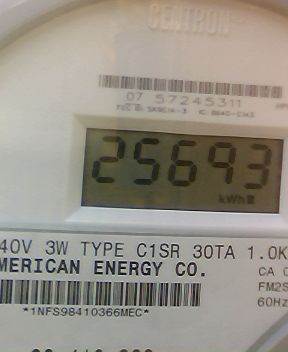 CENTRON
07 57245311
25693
kWh
40V 3W TYPE C1SR 30TA 1.0K
MERICAN ENERGY CO.
CA
FM2S
60Hz
*1NFS98410366MEC*